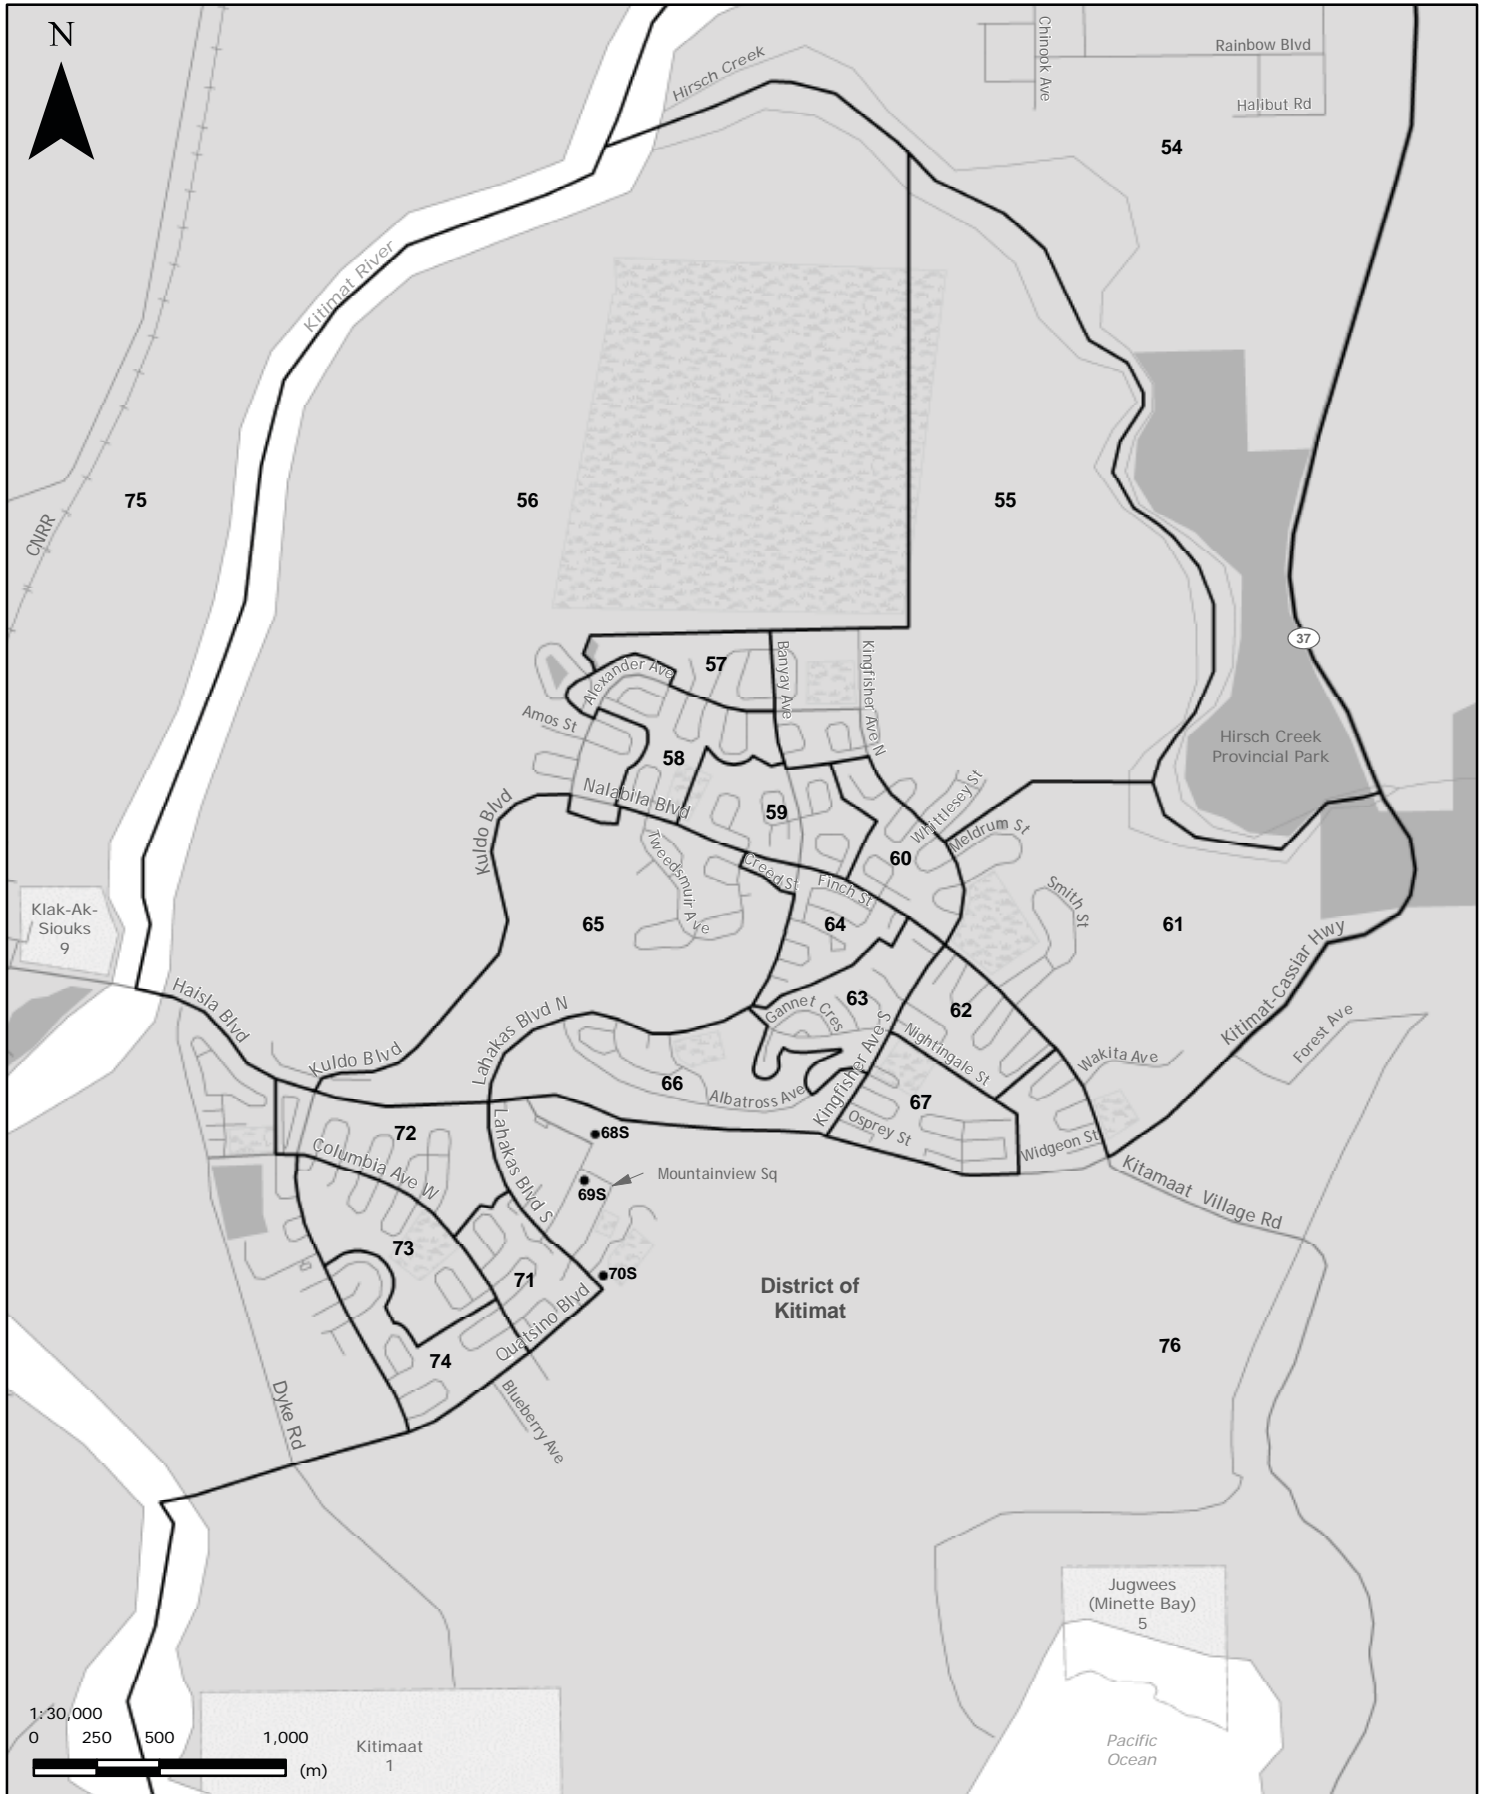 N
Hirsch Creek
Chinook Ave
Rainbow Blvd
Halibut Rd
54
Kitimat River
75
56
55
CNRR
37
57
Banyay Ave
Kingfisher Ave N
Alexander Ave
Amos St
58
Nalabila Blvd
Hirsch Creek
Provincial Park
Kuldo Blvd
59
Whittlesey St
Meldrum St
60
Tweedsmuir Ave
Creed St
Finch St
Smith St
Klak-Ak-
Siouks
9
65
64
61
Kitimat-Cassiar Hwy
Haisla Blvd
Lahakas Blvd N
63
Gannet Cres
62
Forest Ave
Kuldo Blvd
Nightingale St
Wakita Ave
66
Albatross Ave
Kingfisher Ave S
67
Osprey St
Widgeon St
72
Columbia Ave W
Lahakas Blvd S
68S
Mountainview Sq
69S
Kitamaat Village Rd
73
71
70S
Quatsino Blvd
District of
Kitimat
76
74
Dyke Rd
Blueberry Ave
Jugwees
(Minette Bay)
5
1:30,000
0 250 500 1,000
(m)
Kitimaat
1
Pacific
Ocean